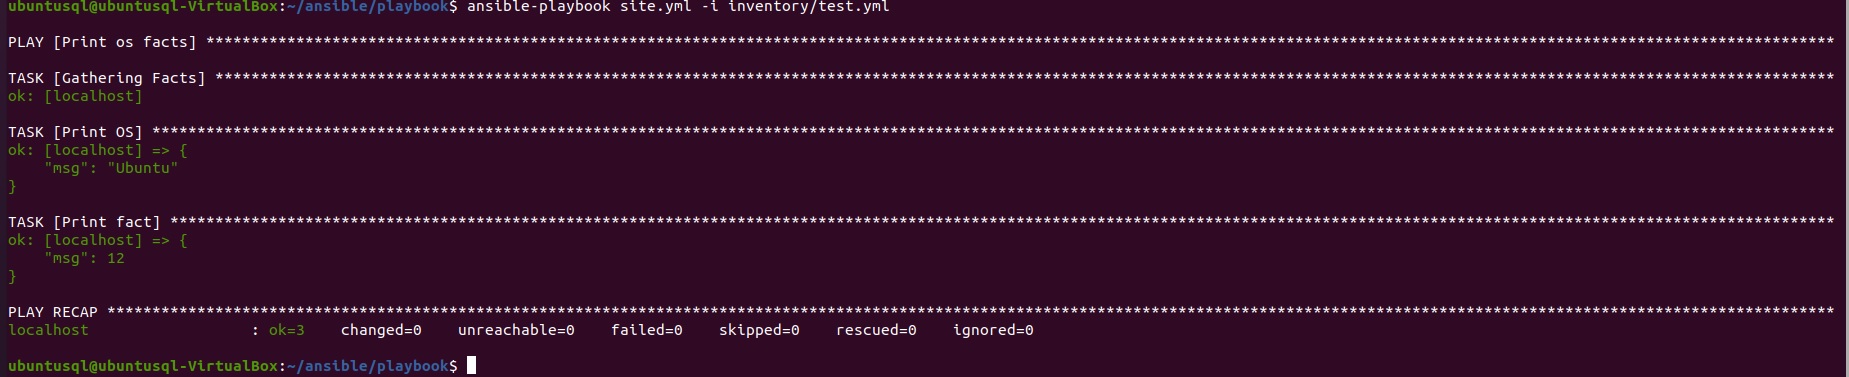 ubuntusql@ubuntusql-VirtualBox:~/ansible/playbook$ ansible-playbook site.yml -i inventory/test.yml
PLAY [Print os facts] *************************************************************************************************************************************************************************************
TASK [Gathering Facts] ************************************************************************************************************************************************************************************
ok: [localhost]
TASK [Print OS] *******************************************************************************************************************************************************************************************
ok: [localhost] => {
    "msg": "Ubuntu"
}
TASK [Print fact] *****************************************************************************************************************************************************************************************
ok: [localhost] => {
    "msg": 12
}
PLAY RECAP ************************************************************************************************************************************************************************************************
localhost                  : ok=3    changed=0    unreachable=0    failed=0    skipped=0    rescued=0    ignored=0
ubuntusql@ubuntusql-VirtualBox:~/ansible/playbook$